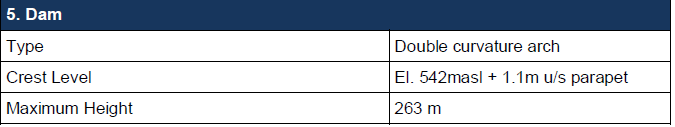 5. Dam
Type Double curvature arch
Crest Level El. 542masl + 1.1m u/s parapet
Maximum Height 263 m